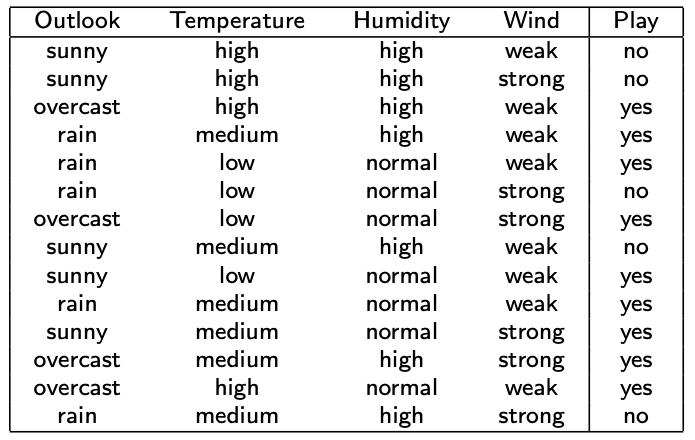 Outlook Temperature Humidity Wind Play
sunny high high weak no
sunny high high strong no
overcast high high weak yes
rain medium high weak yes
rain low normal weak yes
rain low normal strong no
overcast low normal strong yes
sunny medium high weak no
sunny low normal weak yes
rain medium normal weak yes
sunny medium normal strong yes
overcast medium high strong yes
overcast high normal weak yes
rain medium high strong no